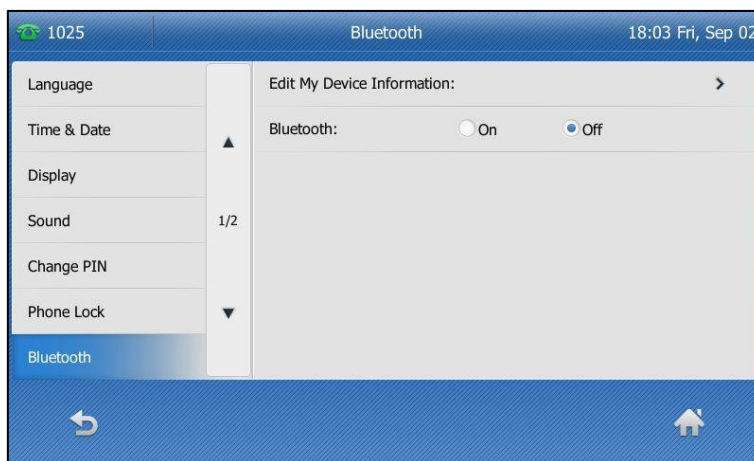 1025 Bluetooth 18:03 Fri, Sep 02
Language
Time & Date
Display
Sound
Change PIN
Phone Lock
Bluetooth
1/2
Edit My Device Information:
Bluetooth: On Off